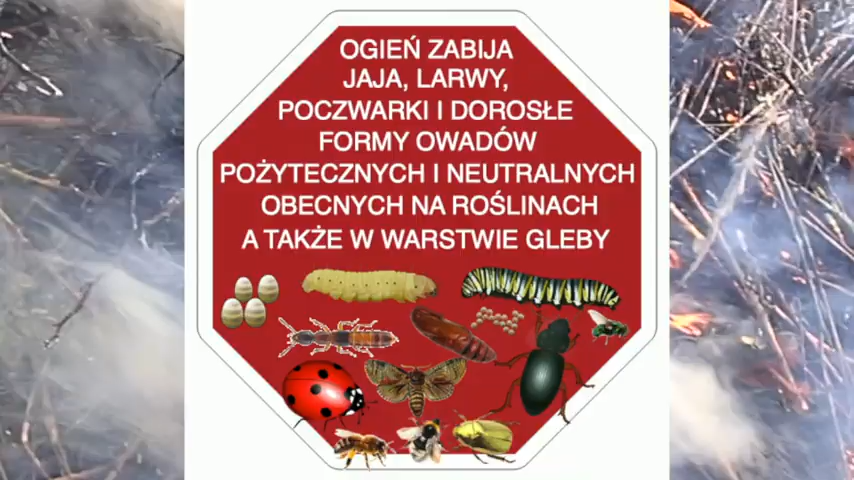 OGIEŃ ZABIJA
JAJA, LARWY,
POCZWARKI I DOROSŁE
FORMY OWADÓW
POŻYTECZNYCH I NEUTRALNYCH
OBECNYCH NA ROŚLINACH
A TAKŻE W WARSTWIE GLEBY